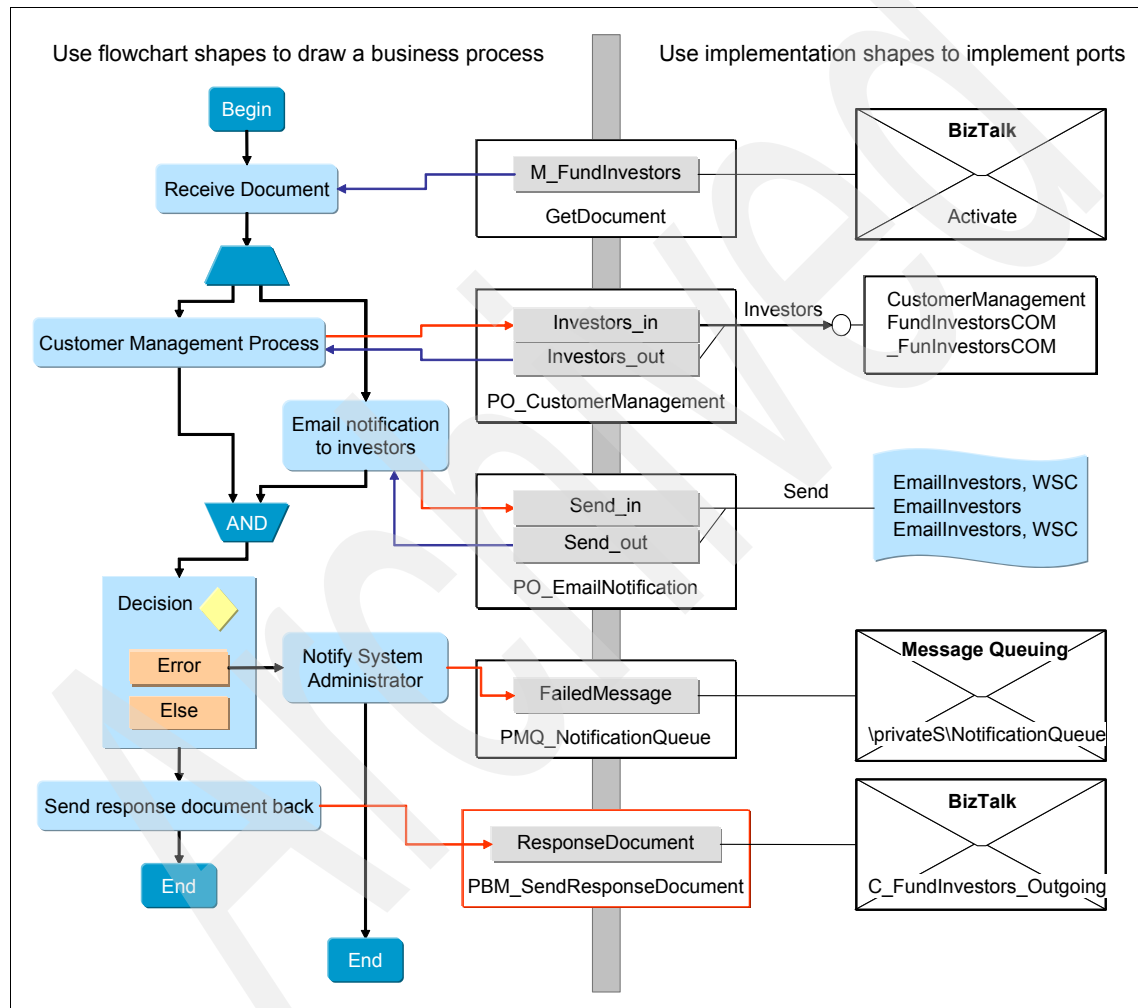 Use flowchart shapes to draw a business process
Use implementation shapes to implement ports
Begin
Receive Document
M_FundInvestors
GetDocument
BizTalk
Activate
Customer Management Process
Investors_in
Investors_out
PO_CustomerManagement
Investors
CustomerManagement
FundInvestorsCOM
_FunInvestorsCOM
Email notification
to investors
Send_in
Send_out
PO_EmailNotification
Send
EmailInvestors, WSC
EmailInvestors
EmailInvestors, WSC
AND
Decision
Error
Else
Notify System
Administrator
FailedMessage
PMQ_NotificationQueue
Message Queuing
\privateS\NotificationQueue
Send response document back
ResponseDocument
PBM_SendResponseDocument
BizTalk
C_FundInvestors_Outgoing
End
End
Archived